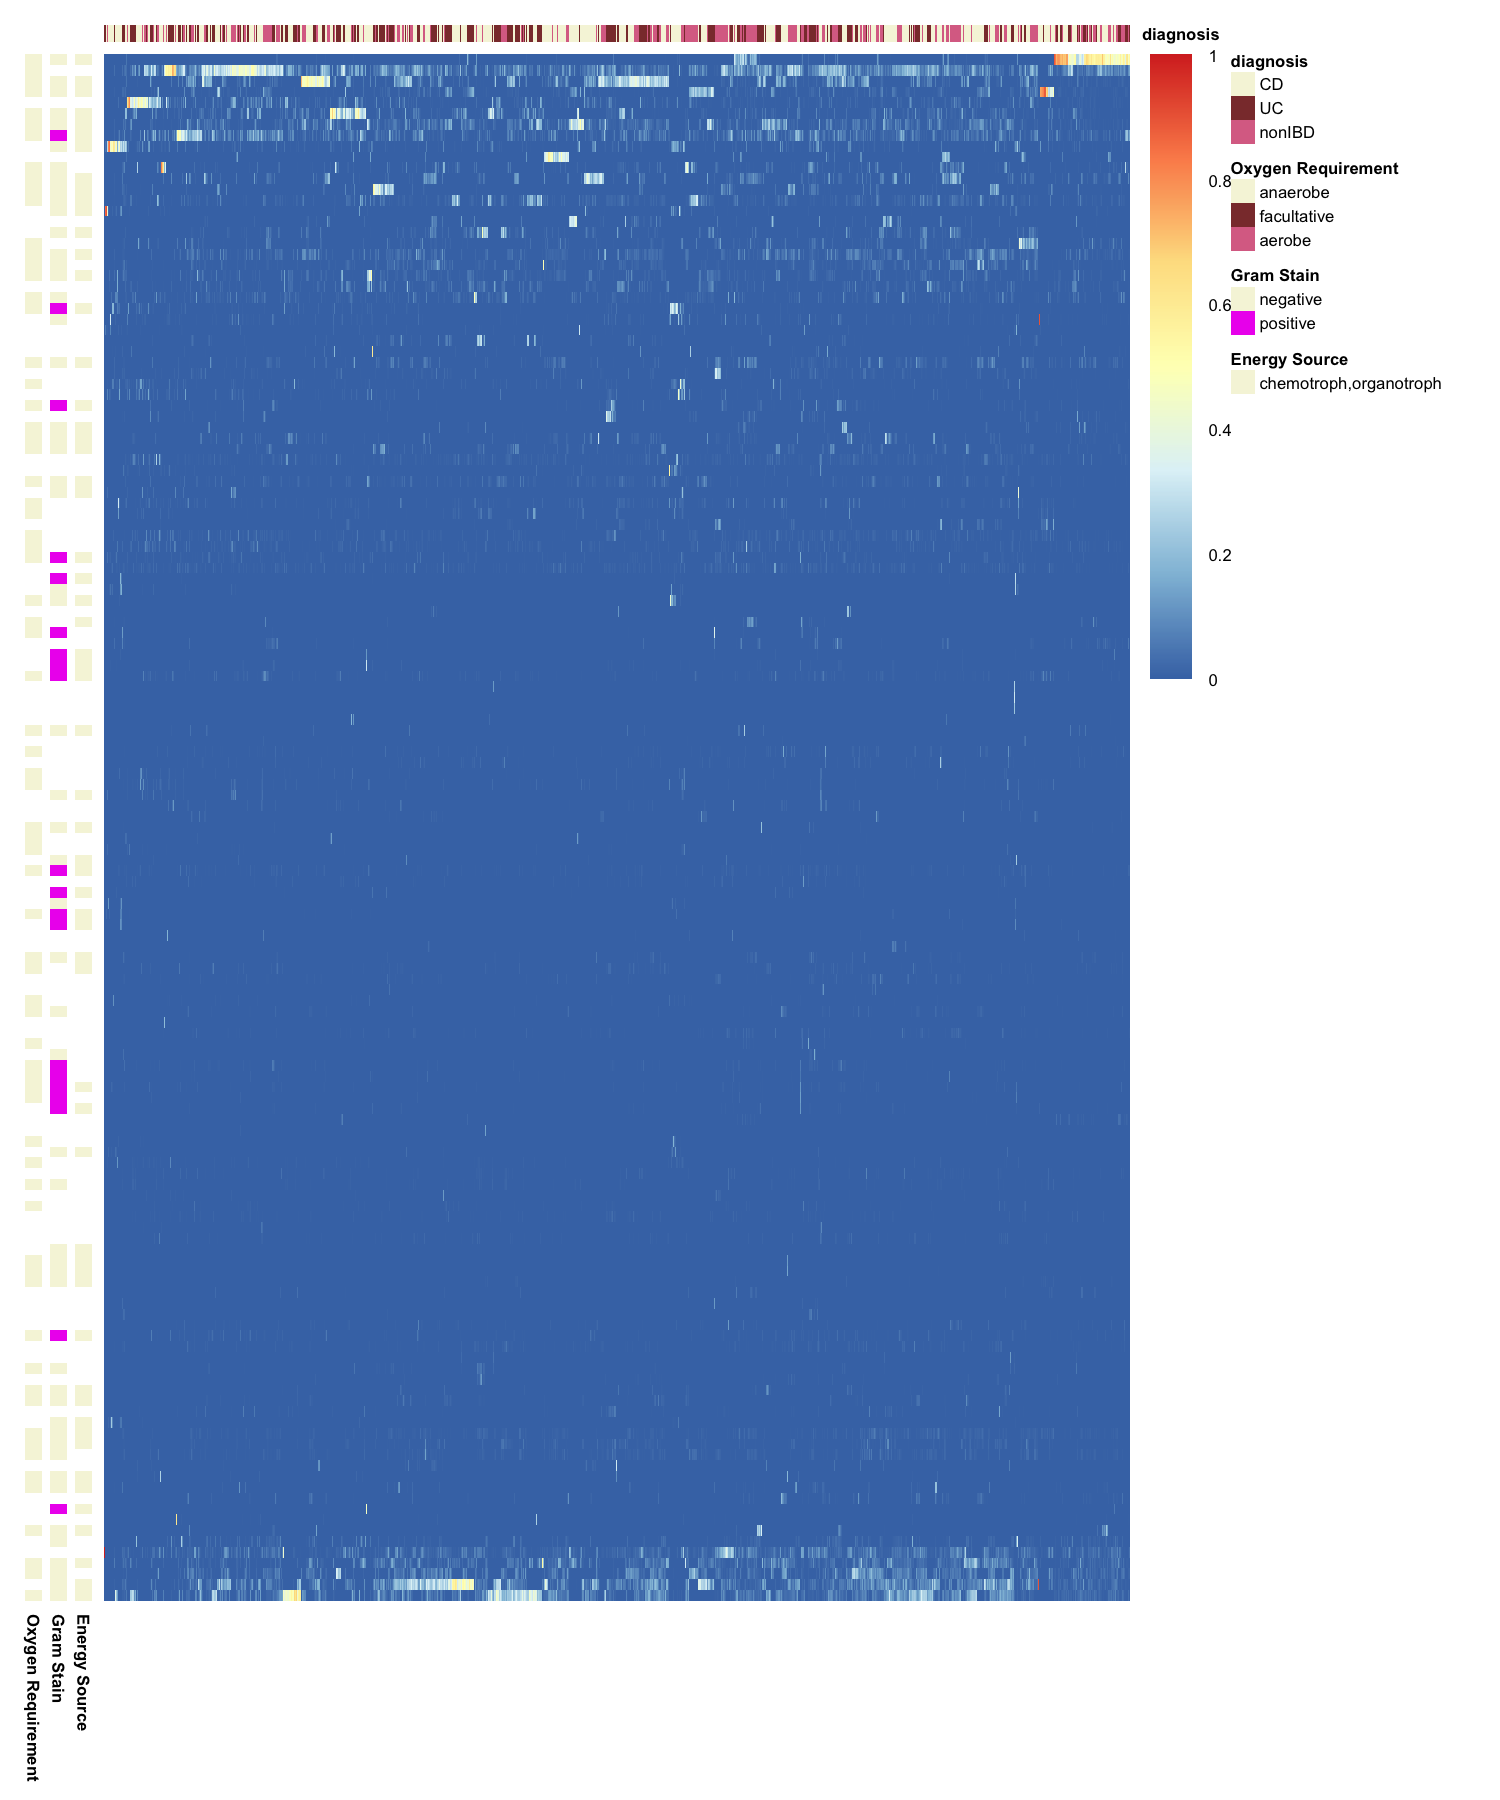 diagnosis
1
0.8
0.6
0.4
0.2
0
diagnosis
CD
UC
nonIBD
Oxygen Requirement
anaerobe
facultative
aerobe
Gram Stain
negative
positive
Energy Source
chemotroph,organotroph
Oxygen Requirement
Gram Stain
Energy Source